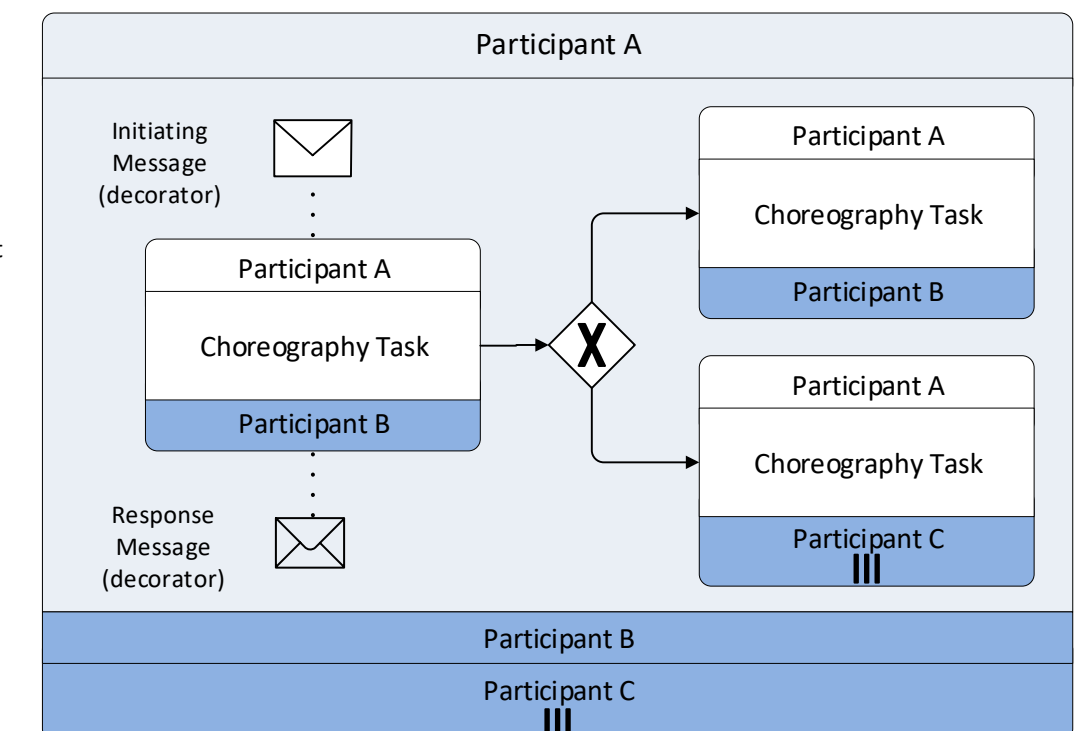 Participant A
Initiating
Message
(decorator)
Participant A
Choreography Task
Participant B
Participant A
Choreography Task
Participant B
X
Participant A
Choreography Task
Participant C
Response
Message
(decorator)
Participant B
Participant C